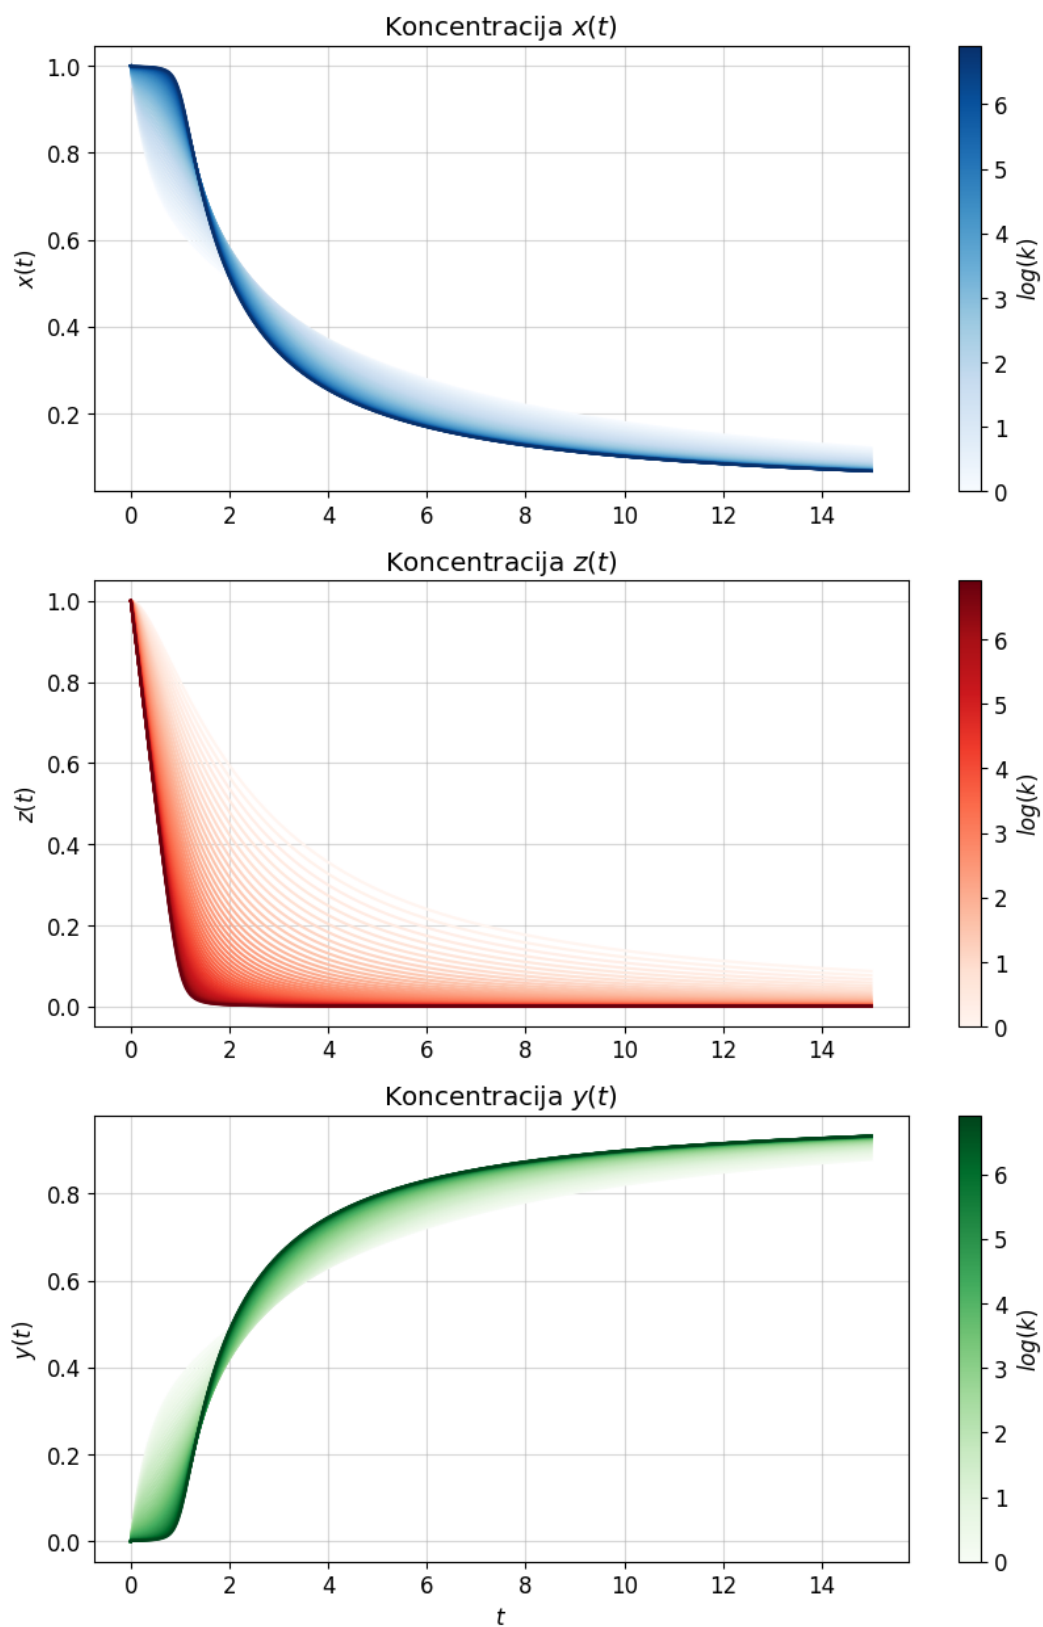 Koncentracija x(t)
x(t)
1.0
0.8
0.6
0.4
0.2
0 2 4 6 8 10 12 14
6
5
4
3
2
1
0
log(k)
Koncentracija z(t)
z(t)
1.0
0.8
0.6
0.4
0.2
0.0
0 2 4 6 8 10 12 14
6
5
4
3
2
1
0
log(k)
Koncentracija y(t)
y(t)
0.8
0.6
0.4
0.2
0.0
0 2 4 6 8 10 12 14
t
6
5
4
3
2
1
0
log(k)